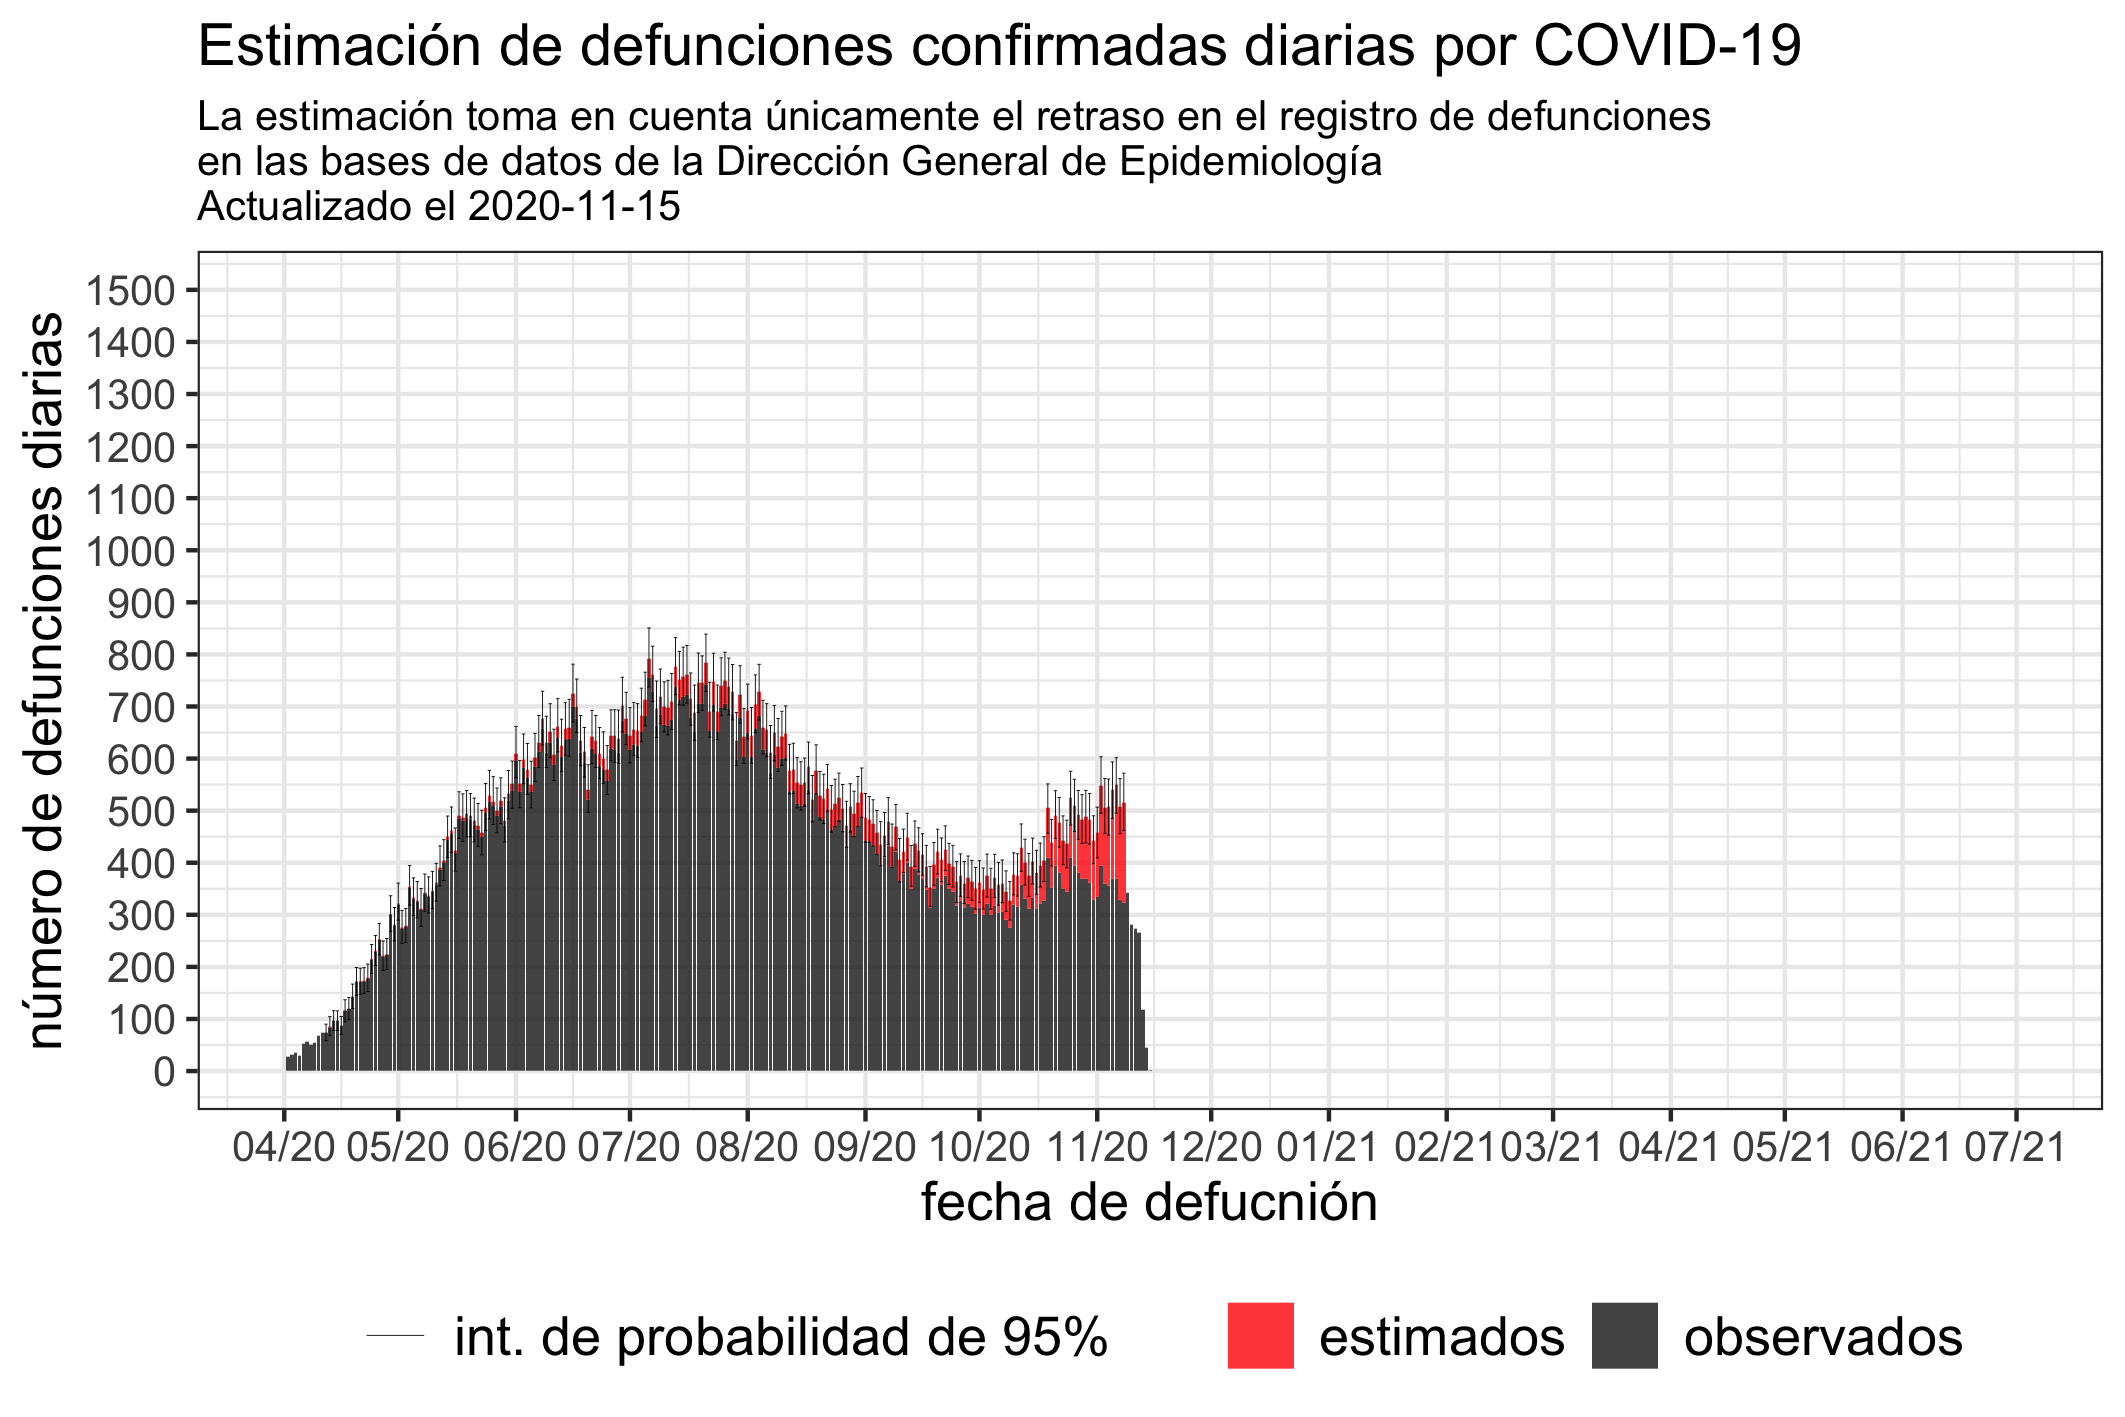 Estimación de defunciones confirmadas diarias por COVID-19
La estimación toma en cuenta únicamente el retraso en el registro de defunciones
en las bases de datos de la Dirección General de Epidemiología
Actualizado el 2020-11-15
número de defunciones diarias
1500
1400
1300
1200
1100
1000
900
800
700
600
500
400
300
200
100
0
04/20 05/20 06/20 07/20 08/20 09/20 10/20 11/20 12/20 01/21 02/21 03/21 04/21 05/21 06/21 07/21
fecha de defucnión
int. de probabilidad de 95% estimados observados